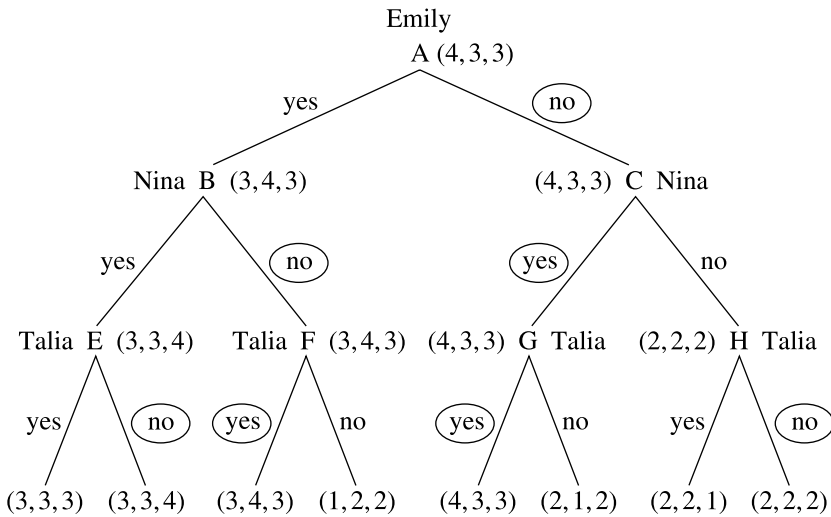 Emily
A (4, 3, 3)
yes no
Nina B (3, 4, 3) (4, 3, 3) C Nina
yes no yes no
Talia E (3, 3, 4) Talia F (3, 4, 3) (4, 3, 3) G Talia (2, 2, 2) H Talia
yes no yes no yes no yes no
(3, 3, 3) (3, 3, 4) (3, 4, 3) (1, 2, 2) (4, 3, 3) (2, 1, 2) (2, 2, 1) (2, 2, 2)